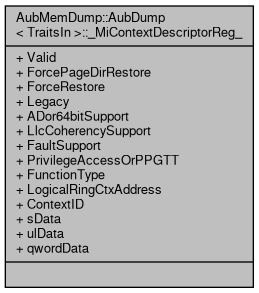 AubMemDump::AubDump
< TraitsIn >::_MiContextDescriptorReg_
+ Valid
+ ForcePageDirRestore
+ ForceRestore
+ Legacy
+ ADor64bitSupport
+ LlcCoherencySupport
+ FaultSupport
+ PrivilegeAccessOrPPGTT
+ FunctionType
+ LogicalRingCtxAddress
+ ContextID
+ sData
+ ulData
+ qwordData